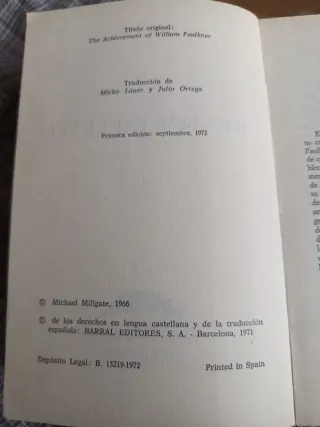 Título original:
The Achievement of William Faulkner
Traducción de
Mirko Lauer y Julio Ortega
Primera edición: septiembre, 1972
© Michael Millgate, 1966
© de los derechos en lengua castellana y de la traducción
española: BARRAL EDITORES, S. A. - Barcelona, 1971
Depósito Legal: B. 13219-1972 Printed in Spain